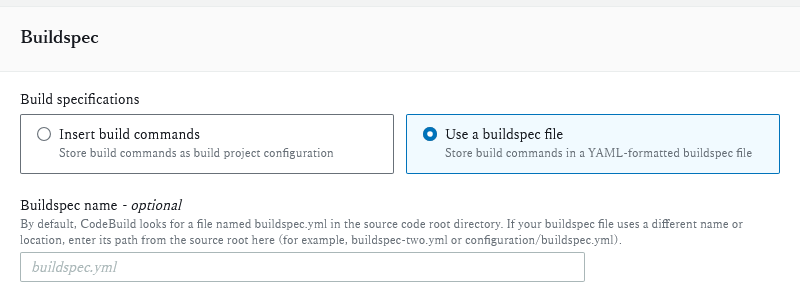 Buildspec
Build specifications
Insert build commands
Store build commands as build project configuration
Use a buildspec file
Store build commands in a YAML-formatted buildspec file
Buildspec name - optional
By default, CodeBuild looks for a file named buildspec.yml in the source code root directory. If your buildspec file uses a different name or
location, enter its path from the source root here (for example, buildspec-two.yml or configuration/buildspec.yml).
buildspec.yml